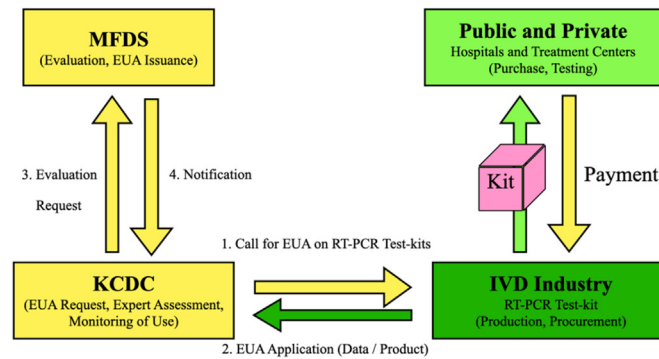 MFDS
(Evaluation, EUA Issuance)
Public and Private
Hospitals and Treatment Centers
(Purchase, Testing)
3. Evaluation
Request
4. Notification
Kit
Payment
1. Call for EUA on RT-PCR Test-kits
KCDC
(EUA Request, Expert Assessment,
Monitoring of Use)
IVD Industry
RT-PCR Test-kit
(Production, Procurement)
2. EUA Application (Data / Product)